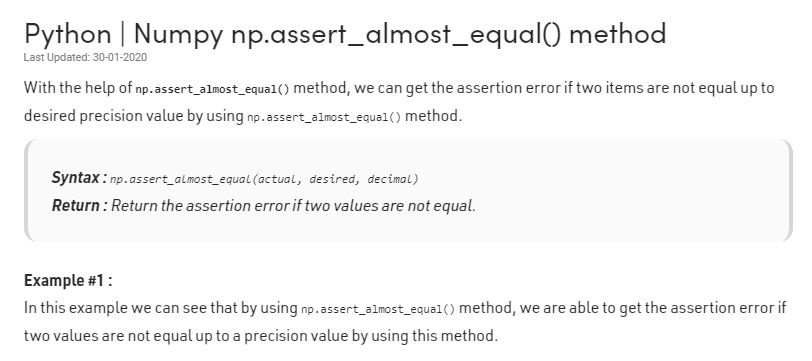 Python | Numpy np.assert_almost_equal() method
Last Updated: 30-01-2020
With the help of np.assert_almost_equal() method, we can get the assertion error if two items are not equal up to
desired precision value by using np.assert_almost_equal() method.
Syntax : np.assert_almost_equal(actual, desired, decimal)
Return : Return the assertion error if two values are not equal.
Example #1 :
In this example we can see that by using np.assert_almost_equal() method, we are able to get the assertion error if
two values are not equal up to a precision value by using this method.